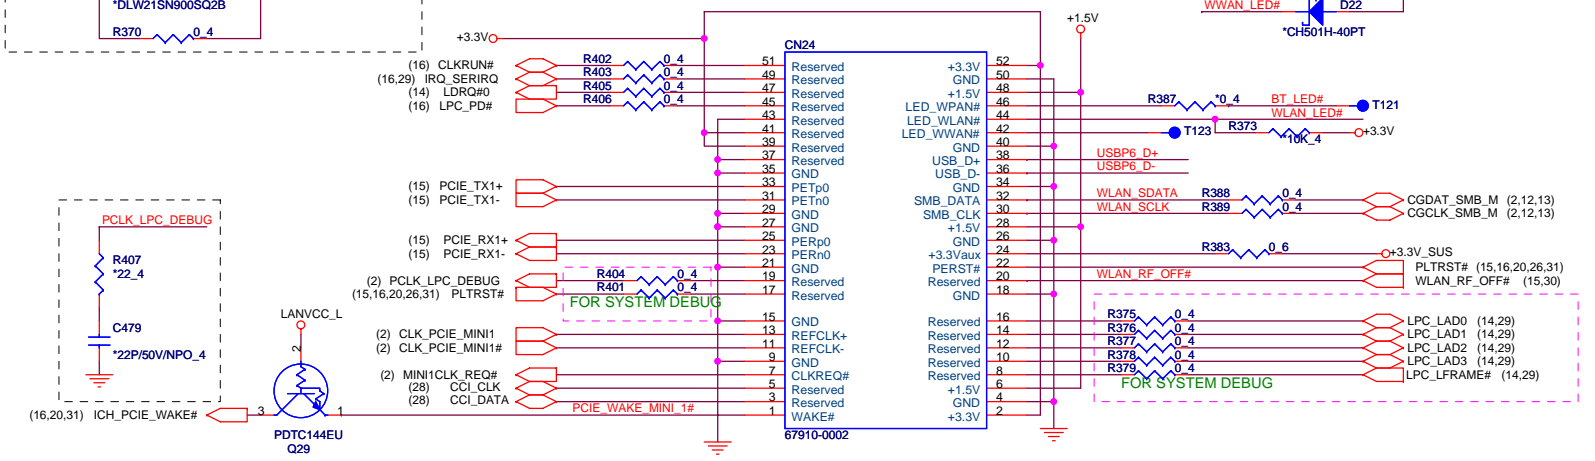 *DLW21SN900SQ2B
R370 0_4
WWAN_LED# D22
*CH501H-40PT
+3.3V
+1.5V
CN24
(16) CLKRUN# R402 0_4 51 Reserved
(16,29) IRQ_SERIRQ R403 0_4 49 Reserved
(14) LDRQ#0 R405 0_4 47 Reserved
(16) LPC_PD# R406 0_4 45 Reserved
43 Reserved
41 Reserved
39 Reserved
37 Reserved
35 GND
(15) PCIE_TX1+ 33 PETp0
(15) PCIE_TX1- 31 PETn0
29 GND
27 GND
(15) PCIE_RX1+ 25 PERp0
(15) PCIE_RX1- 23 PERn0
21 GND
(2) PCLK_LPC_DEBUG R404 0_4 19 Reserved
(15,16,20,26,31) PLTRST# R401 0_4 17 Reserved
FOR SYSTEM DEBUG
15 GND
(2) CLK_PCIE_MINI1 13 REFCLK+
(2) CLK_PCIE_MINI1# 11 REFCLK-
9 GND
(2) MINI1CLK_REQ# 7 CLKREQ#
(28) CCI_CLK 5 Reserved
(28) CCI_DATA 3 Reserved
PCIE_WAKE_MINI_1# 1 WAKE#
67910-0002
+3.3V 52
GND 50
+1.5V 48
LED_WPAN# 46 R387 *0_4 BT_LED# T121
LED_WLAN# 44 WLAN_LED#
LED_WWAN# 42 T123 R373 *10K_4 +3.3V
GND 40
USB_D+ 38 USBP6_D+
USB_D- 36 USBP6_D-
GND 34
SMB_DATA 32 WLAN_SDATA R388 0_4 CGDAT_SMB_M (2,12,13)
SMB_CLK 30 WLAN_SCLK R389 0_4 CGCLK_SMB_M (2,12,13)
+1.5V 28
GND 26
+3.3Vaux 24 R383 0_6 +3.3V_SUS
PERST# 22 PLTRST# (15,16,20,26,31)
Reserved 20 WLAN_RF_OFF# WLAN_RF_OFF# (15,30)
GND 18
Reserved 16 R375 0_4 LPC_LAD0 (14,29)
Reserved 14 R376 0_4 LPC_LAD1 (14,29)
Reserved 12 R377 0_4 LPC_LAD2 (14,29)
Reserved 10 R378 0_4 LPC_LAD3 (14,29)
Reserved 8 R379 0_4 LPC_LFRAME# (14,29)
+1.5V 6
FOR SYSTEM DEBUG
GND 4
+3.3V 2
PCLK_LPC_DEBUG
R407
*22_4
C479
*22P/50V/NPO_4
LANVCC_L
2
(16,20,31) ICH_PCIE_WAKE# 3 1
PDTC144EU
Q29